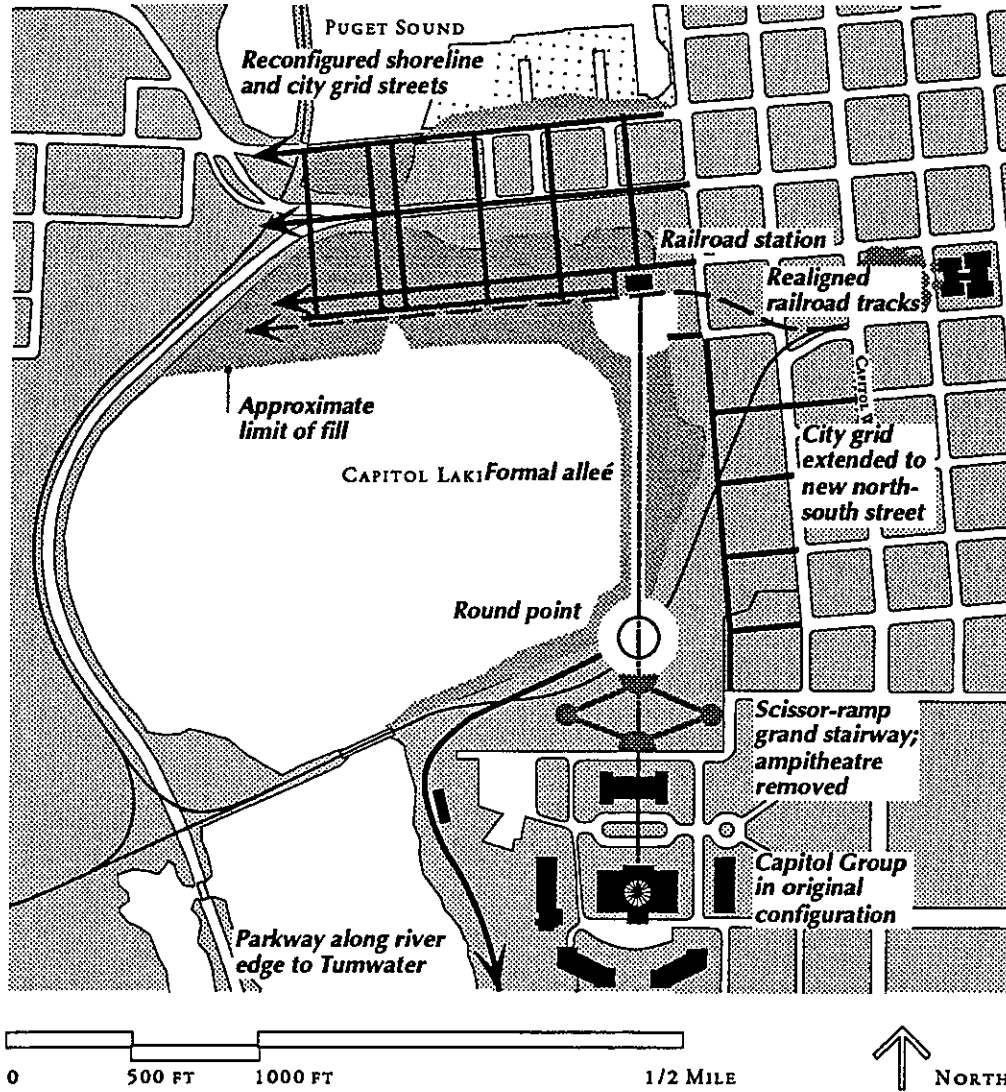 PUGET SOUND
Reconfigured shoreline
and city grid streets
Railroad station
Realigned
railroad tracks
CAPITOL
Approximate
limit of fill
City grid
extended to
new north-
south street
CAPITOL LAK Formal alleé
Round point
Scissor-ramp
grand stairway;
ampitheatre
removed
Capitol Group
in original
configuration
Parkway along river
edge to Tumwater
0
500 FT
1000 FT
1/2 MILE
NORTH